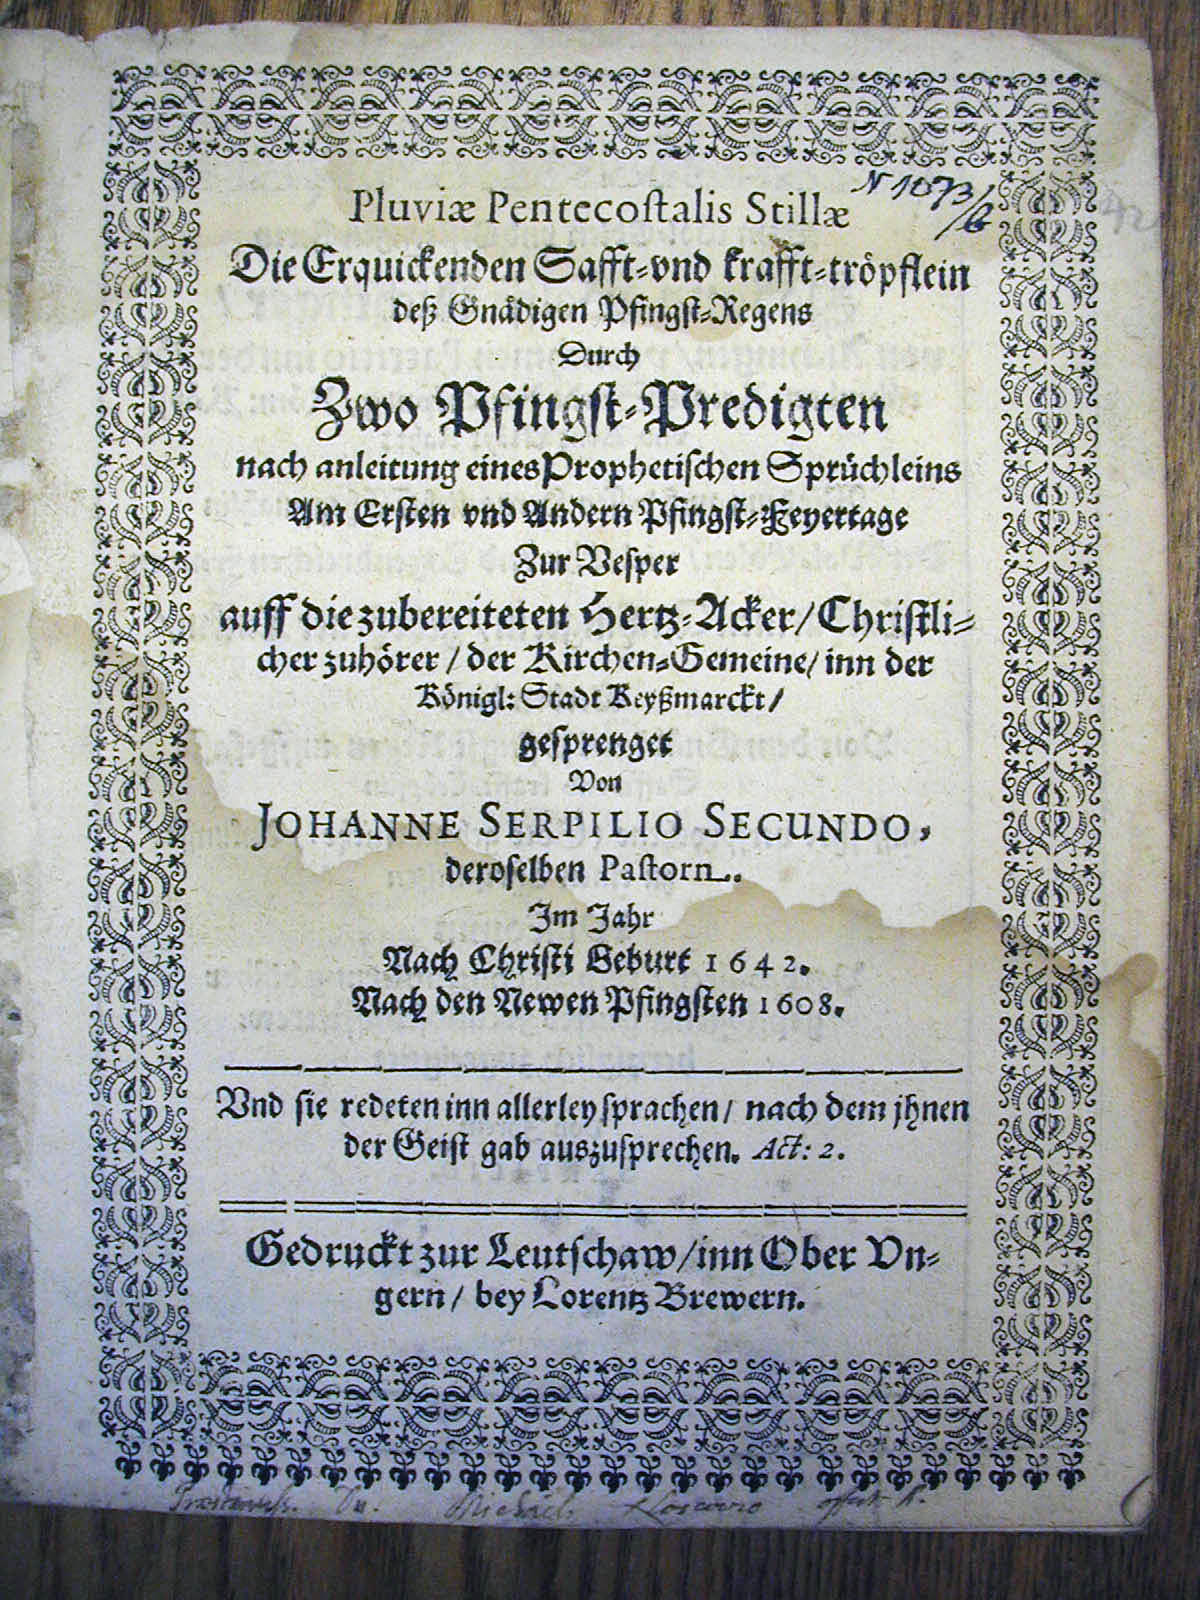 Pluviæ Pentecostalis Stillæ
N 1073/6
Die Erquickenden Safft-vnd krafft-tröpflein
deß Gnådigen Pfingst-Regens
Durch
Zwo Pfingst-Predigten
nach anleitung eines Prophetischen Sprüchleins
Am Ersten vnd Andern Pfingst-Feyertage
Zur Vesper
auff die zubereiteten Hertz-Acker/Christli-
cher zuhörer / der Kirchen-Gemeine/ inn der
Königl: Stadt Keyßmarckt/
gesprenget
Von
JOHANNE SERPILIO SECUNDO,
deroselben Pastorn.
Im Jahr
Nach Christi Geburt 1642.
Nach den Newen Pfingsten 1608.
Vnd sie redeten inn allerley sprachen/ nach dem jhnen
der Geist gab auszusprechen. Act: 2.
Gedruckt zur Leutschaw/inn Ober Vn-
gern/ bey Lorentz Brewern.
Michael